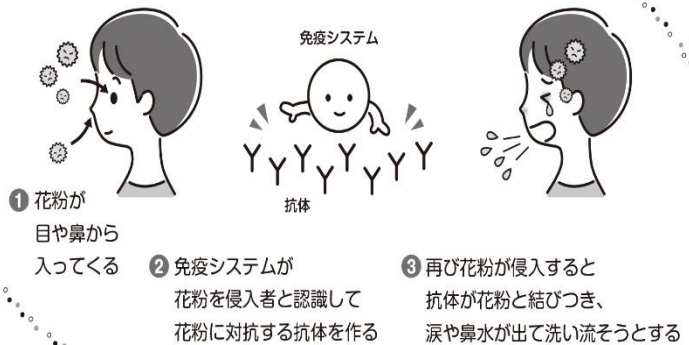 免疫システム
抗体
❶ 花粉が
目や鼻から
入ってくる
❷ 免疫システムが
花粉を侵入者と認識して
花粉に対抗する抗体を作る
❸ 再び花粉が侵入すると
抗体が花粉と結びつき、
涙や鼻水が出て洗い流そうとする